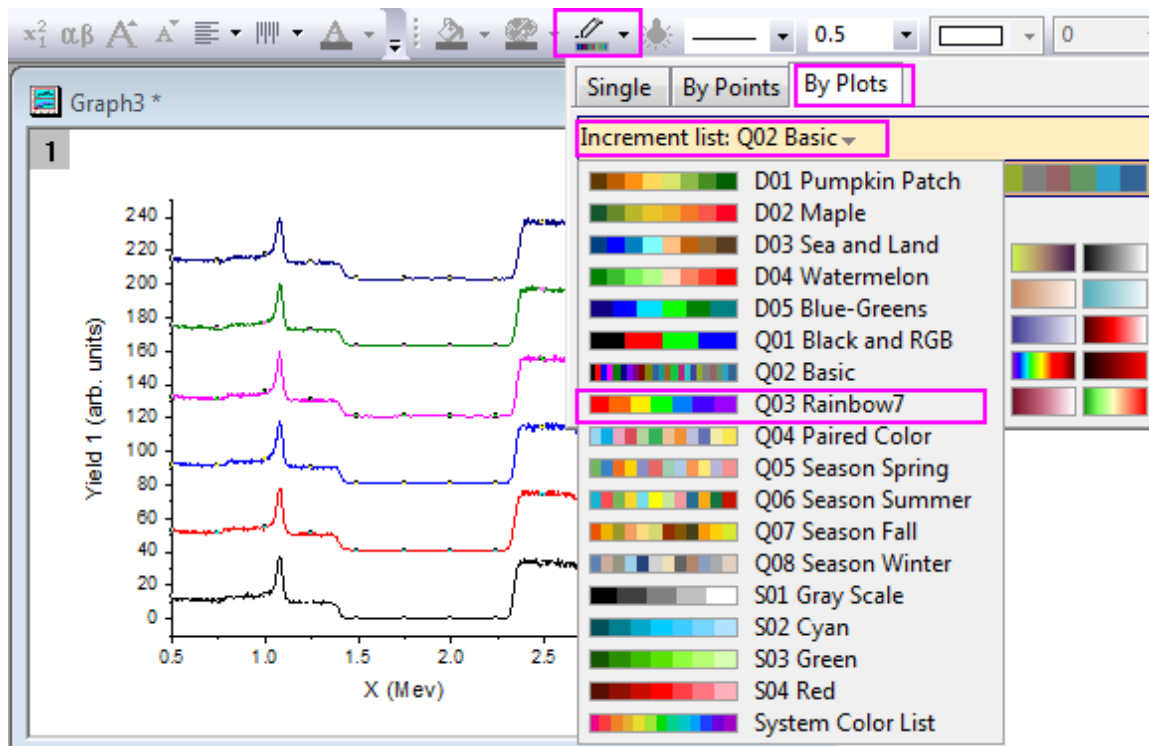 x₁² αβ A A A 0.5 0
Single By Points By Plots
Increment list: Q02 Basic
Graph3 *
1
D01 Pumpkin Patch
D02 Maple
D03 Sea and Land
D04 Watermelon
D05 Blue-Greens
Q01 Black and RGB
Q02 Basic
Q03 Rainbow7
Q04 Paired Color
Q05 Season Spring
Q06 Season Summer
Q07 Season Fall
Q08 Season Winter
S01 Gray Scale
S02 Cyan
S03 Green
S04 Red
System Color List
240
220
200
180
160
140
120
100
80
60
40
20
0
Yield 1 (arb. units)
0.5 1.0 1.5 2.0 2.5
X (Mev)